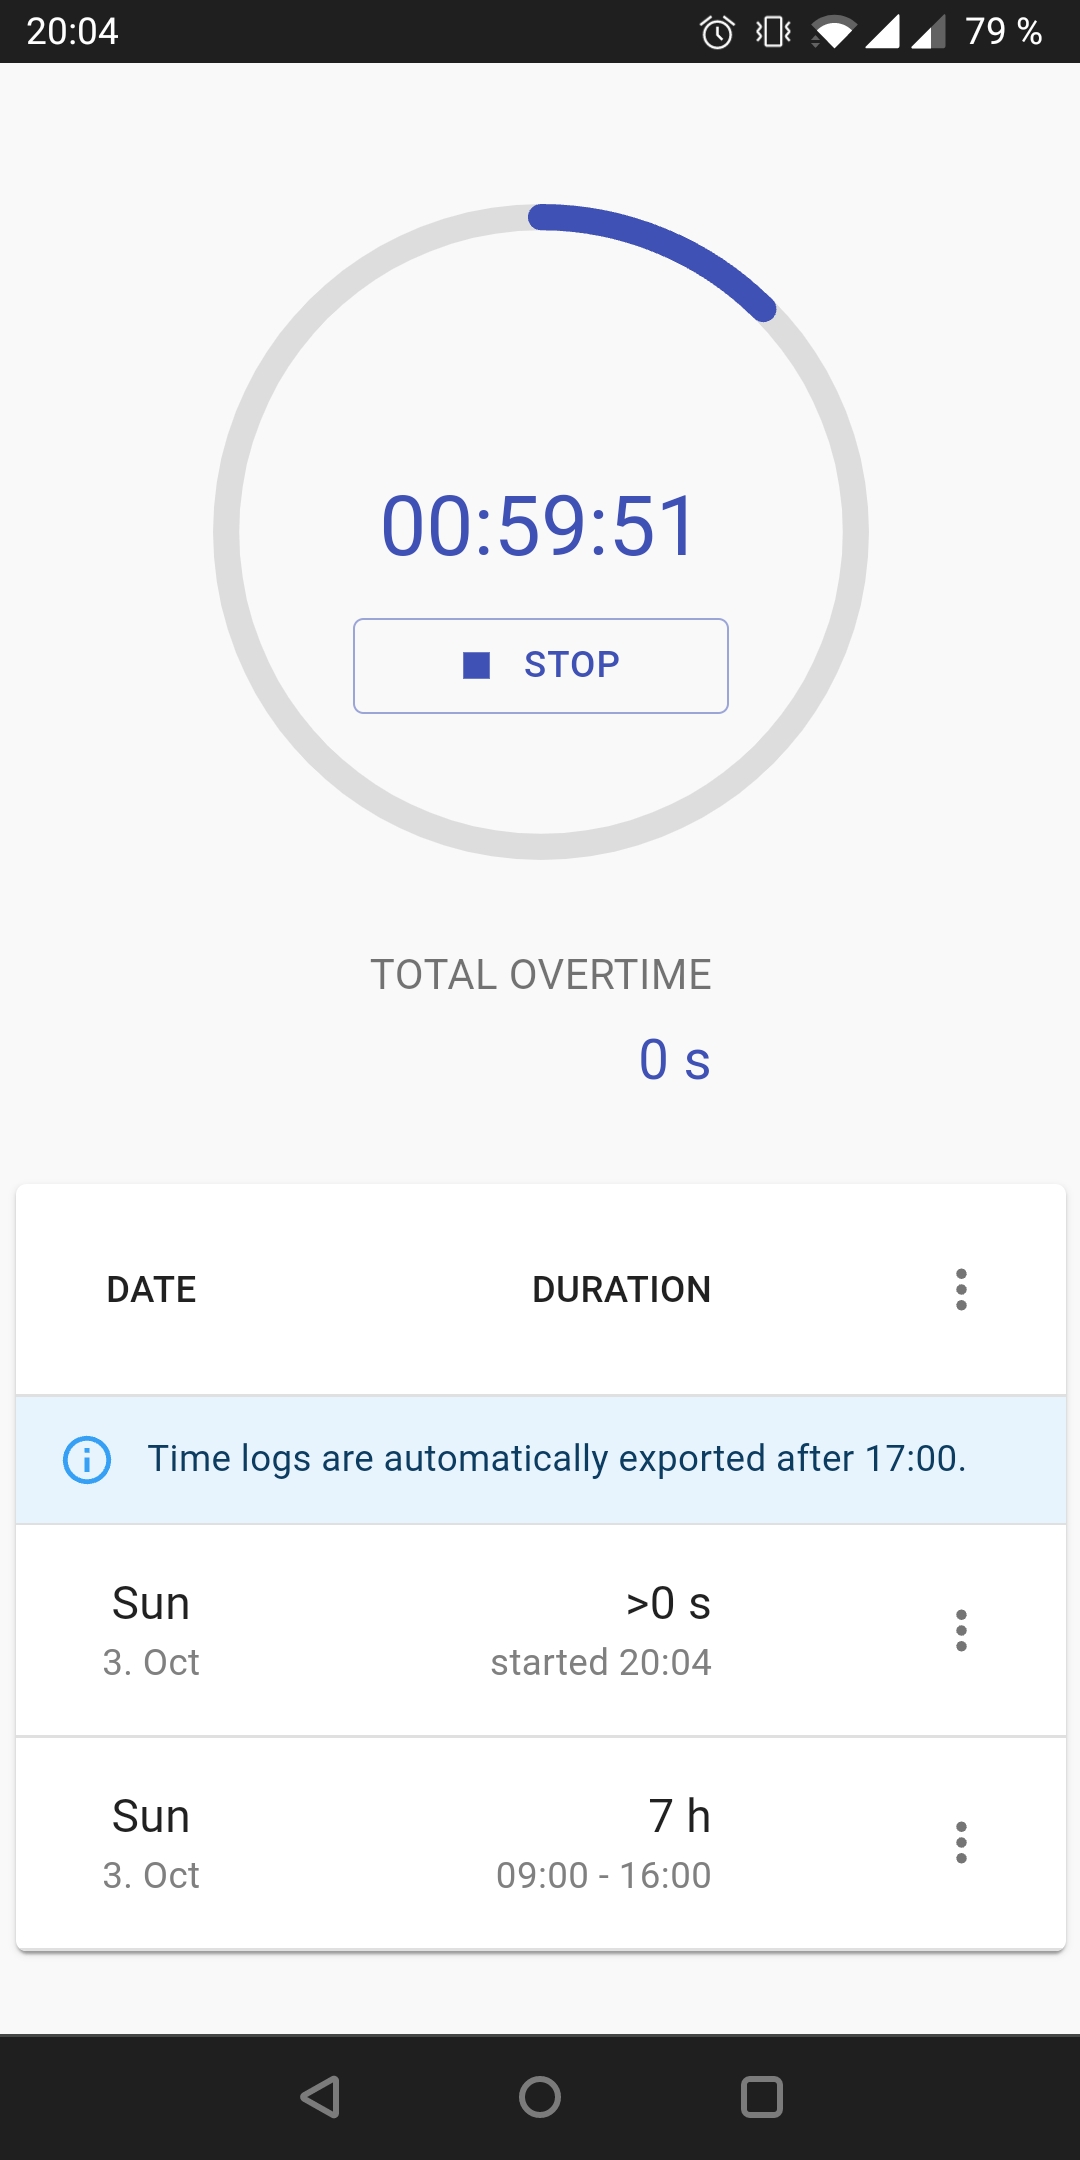 20:04 79 %
00:59:51
STOP
TOTAL OVERTIME
0 s
DATE DURATION
Time logs are automatically exported after 17:00.
Sun >0 s
3. Oct started 20:04
Sun 7 h
3. Oct 09:00 - 16:00